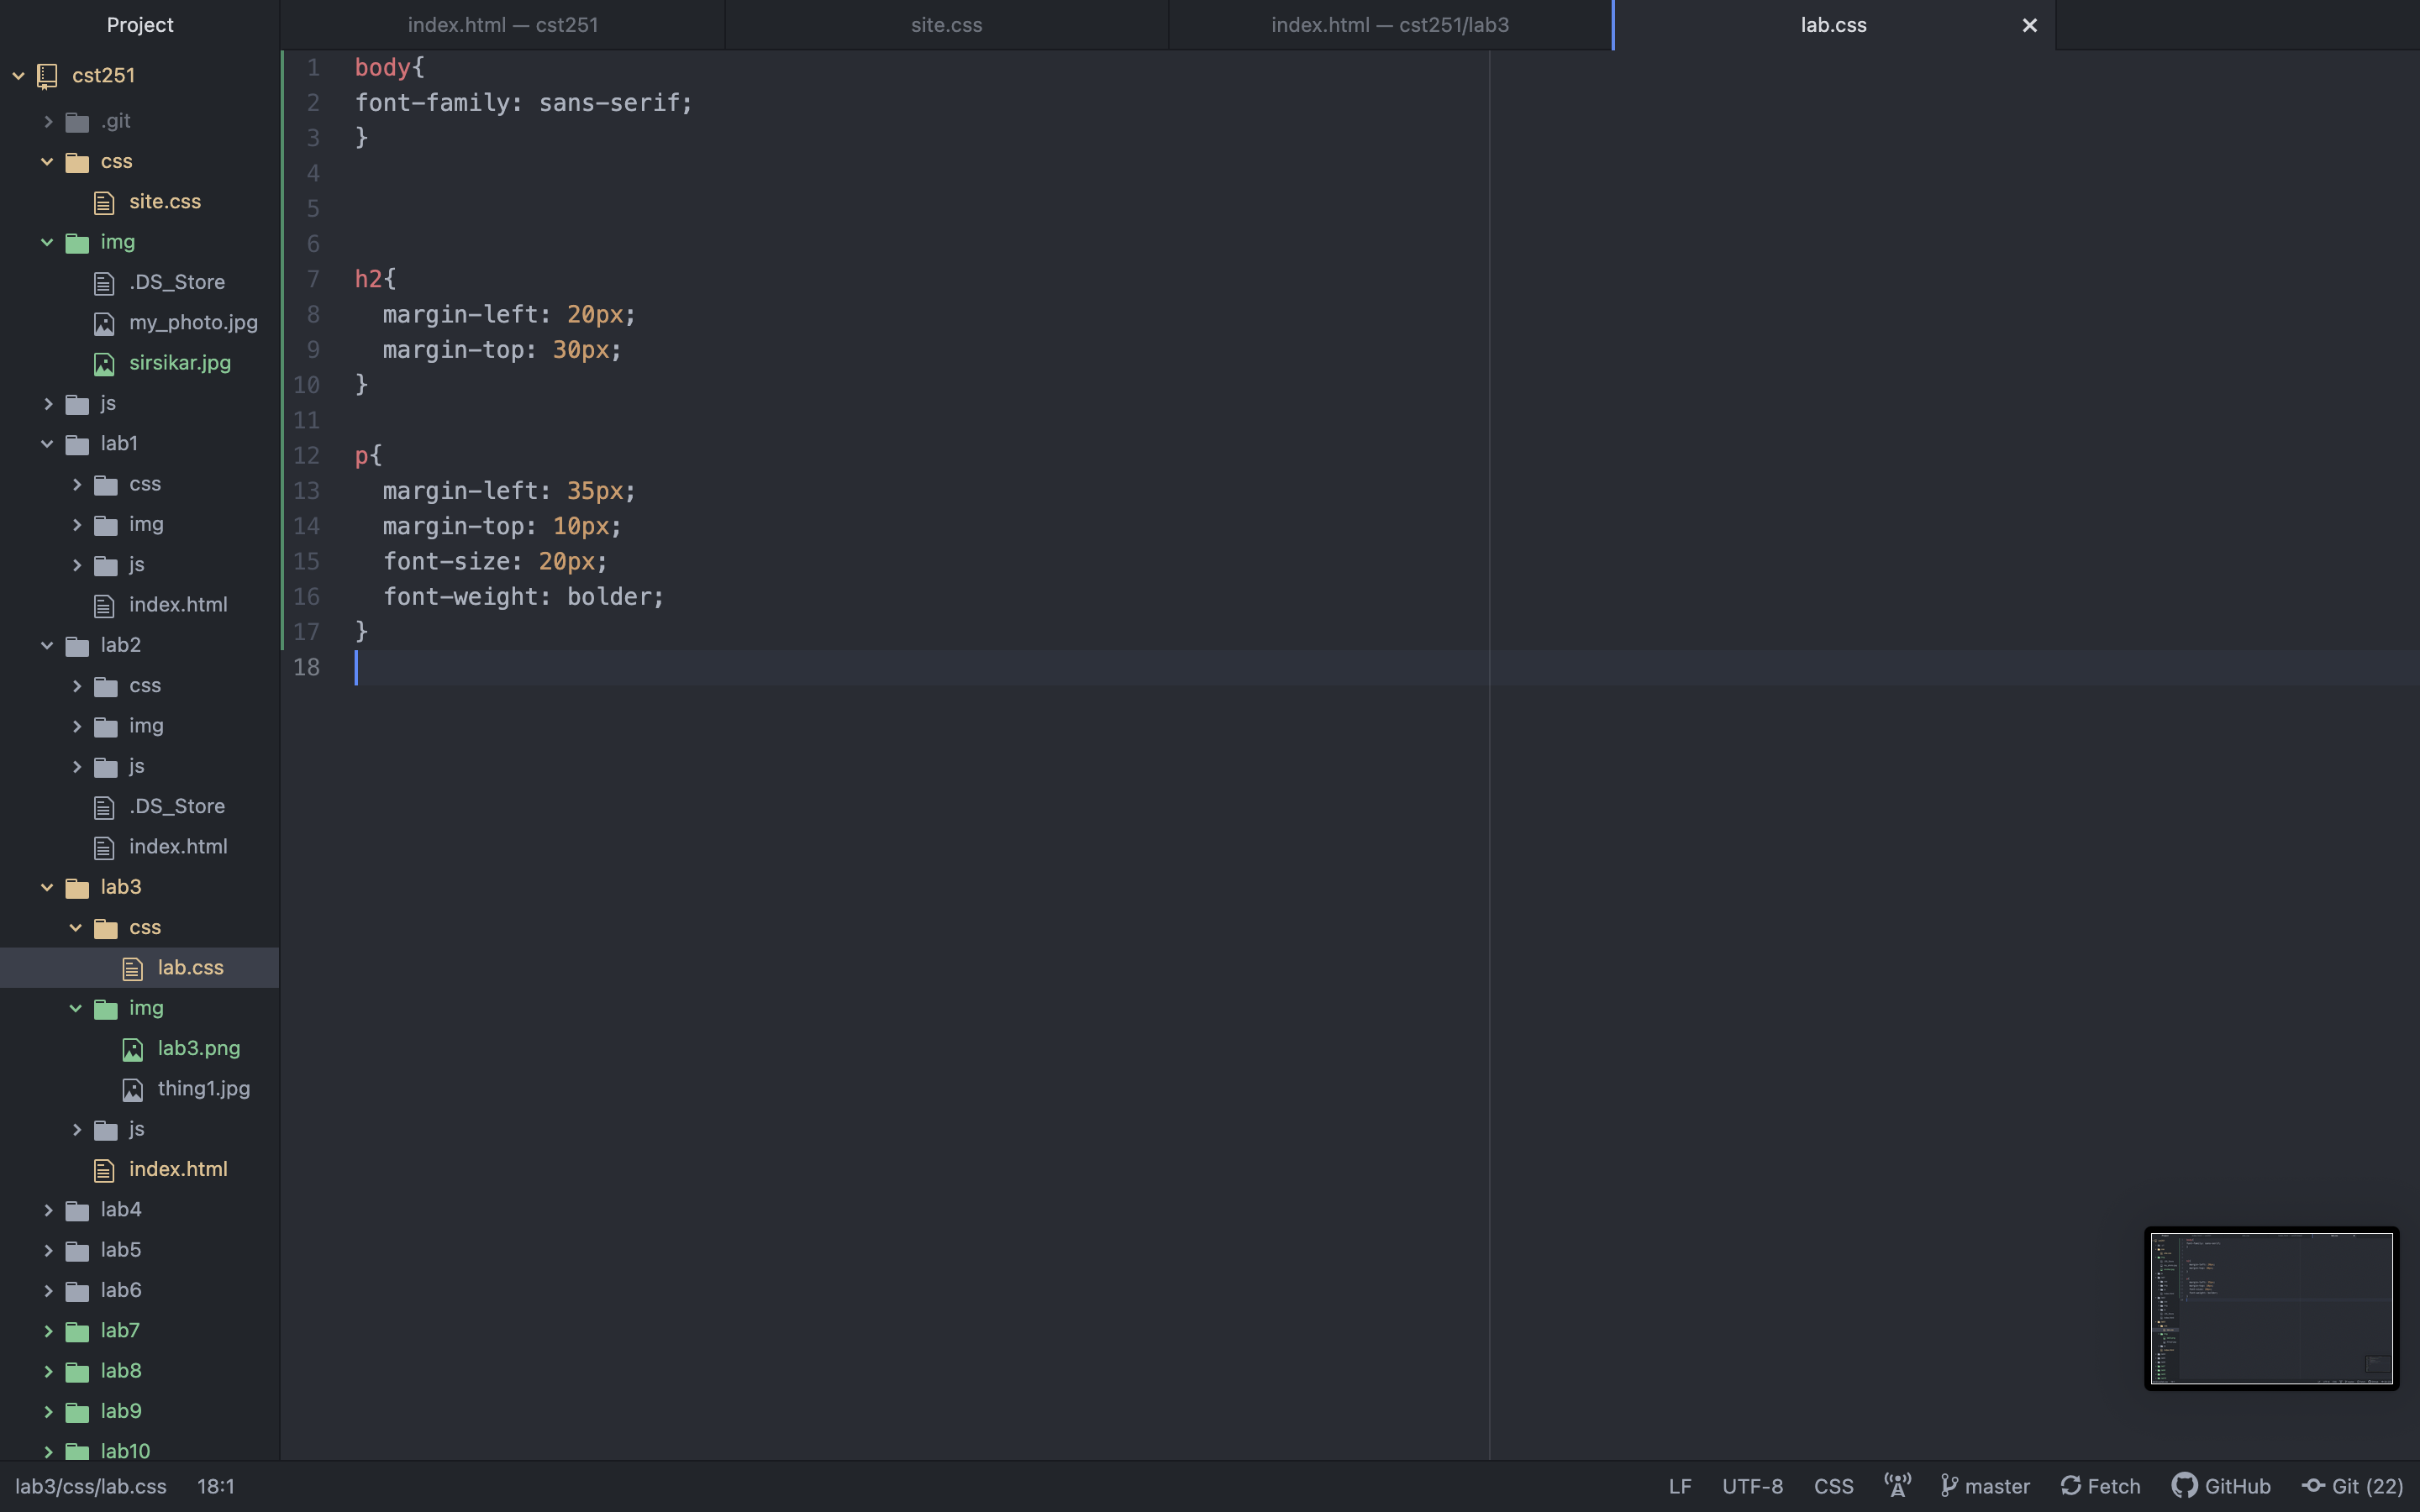 Project
index.html — cst251
site.css
index.html — cst251/lab3
lab.css
cst251
.git
css
site.css
img
.DS_Store
my_photo.jpg
sirsikar.jpg
js
lab1
css
img
js
index.html
lab2
css
img
js
.DS_Store
index.html
lab3
css
lab.css
img
lab3.png
thing1.jpg
js
index.html
lab4
lab5
lab6
lab7
lab8
lab9
lab10
1 body{
2 font-family: sans-serif;
3 }
4
5
6
7 h2{
8   margin-left: 20px;
9   margin-top: 30px;
10 }
11
12 p{
13   margin-left: 35px;
14   margin-top: 10px;
15   font-size: 20px;
16   font-weight: bolder;
17 }
18
lab3/css/lab.css 18:1 LF UTF-8 CSS master Fetch GitHub Git (22)